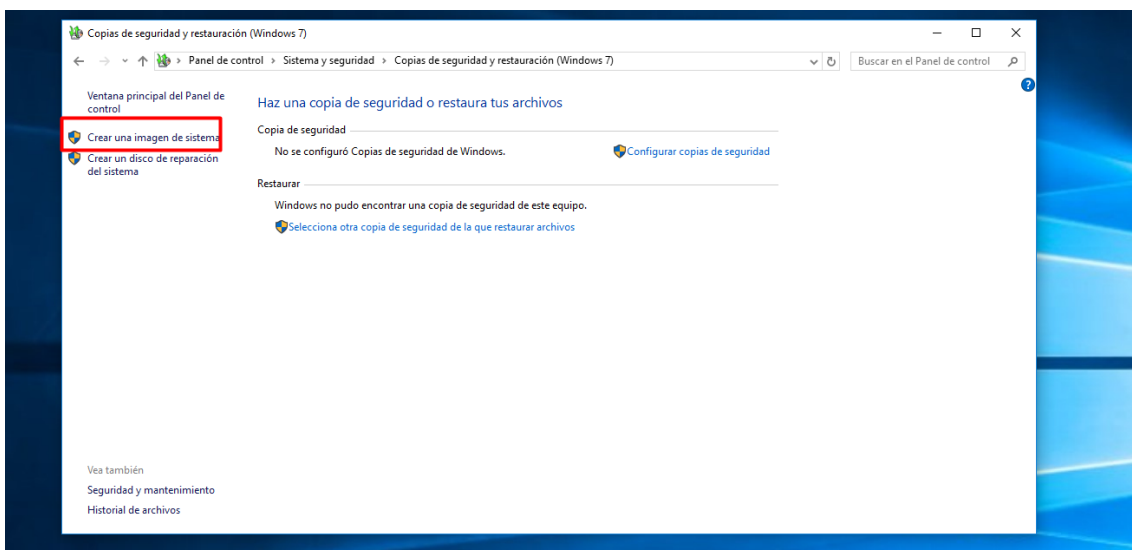 Copias de seguridad y restauración (Windows 7)
Panel de control > Sistema y seguridad > Copias de seguridad y restauración (Windows 7)
Buscar en el Panel de control
Ventana principal del Panel de
control
Crear una imagen de sistema
Crear un disco de reparación
del sistema
Haz una copia de seguridad o restaura tus archivos
Copia de seguridad
No se configuró Copias de seguridad de Windows.
Configurar copias de seguridad
Restaurar
Windows no pudo encontrar una copia de seguridad de este equipo.
Selecciona otra copia de seguridad de la que restaurar archivos
Vea también
Seguridad y mantenimiento
Historial de archivos